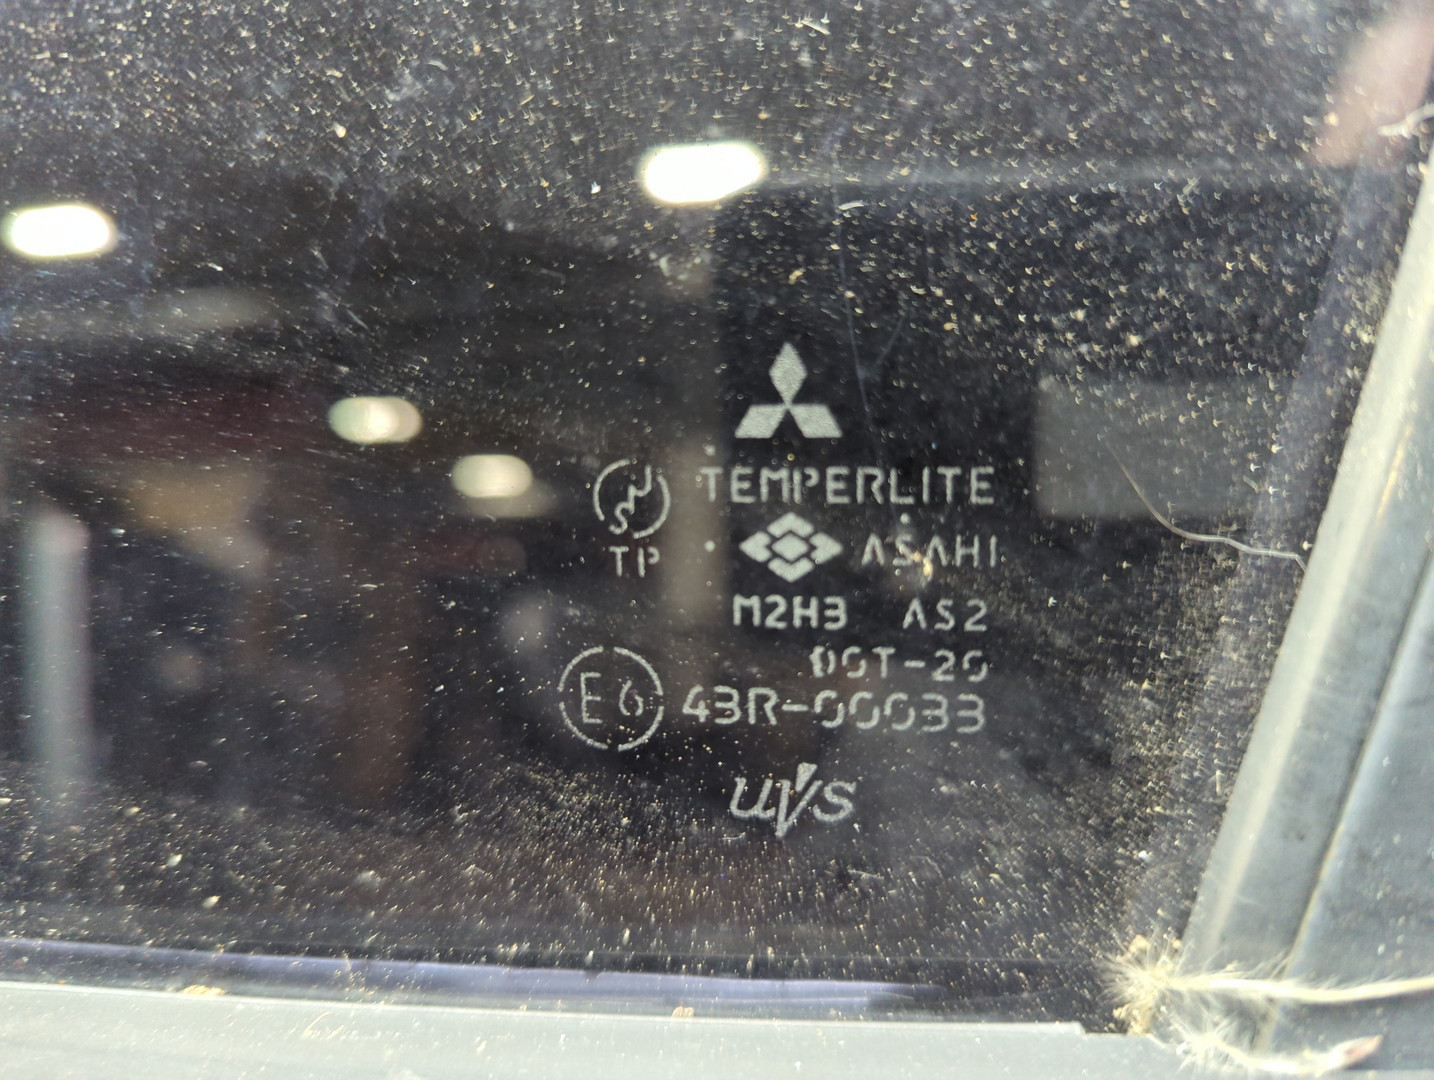 TEMPERLITE
TP
ASAHI
M2H3 AS2
DOT-20
E6 43R-00033
UVS